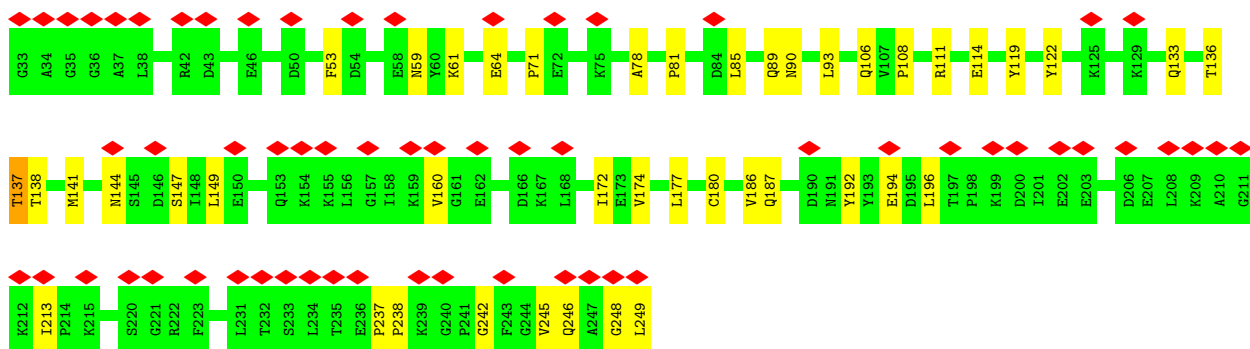 G33 A34 G35 G36 A37 L38 R42 D43 E46 D50 F53 D54 E58 N59 Y60 K61 E64 P71 E72 K75 A78 P81 D84 L85 Q89 N90 L93 Q106 V107 P108 R111 E114 Y119 Y122 K125 K129 Q133 T136
T137 T138 M141 N144 S145 D146 S147 I148 L149 E150 Q153 K154 K155 L156 G157 I158 K159 V160 G161 E162 D166 K167 L168 I172 E173 V174 L177 C180 V186 Q187 D190 N191 Y192 Y193 E194 D195 L196 T197 P198 K199 D200 I201 E202 E203 D206 E207 L208 K209 A210 G211
K212 I213 P214 K215 S220 G221 R222 F223 L231 T232 S233 L234 T235 E236 P237 P238 K239 G240 P241 G242 F243 G244 V245 Q246 A247 G248 L249